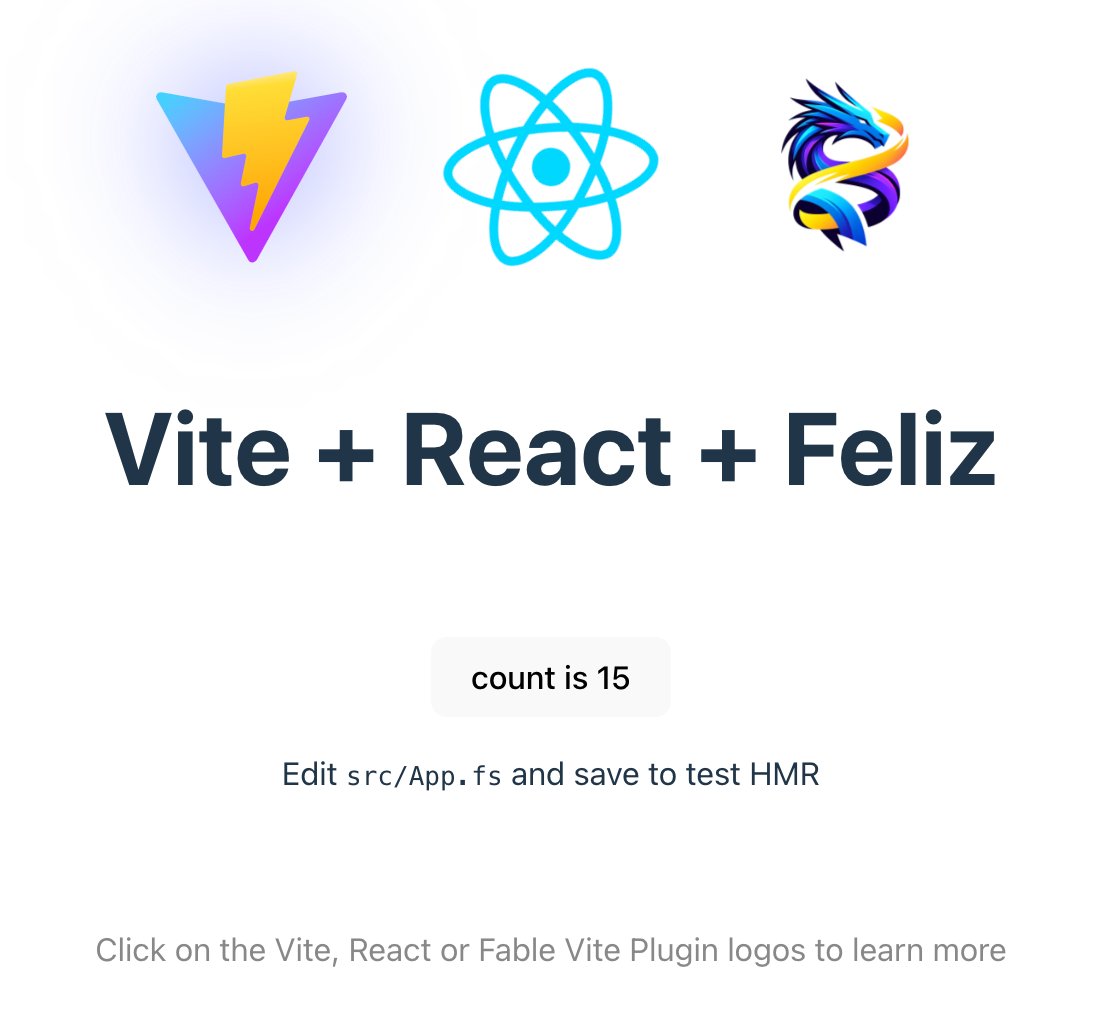 Vite + React + Feliz
count is 15
Edit src/App.fs and save to test HMR
Click on the Vite, React or Fable Vite Plugin logos to learn more